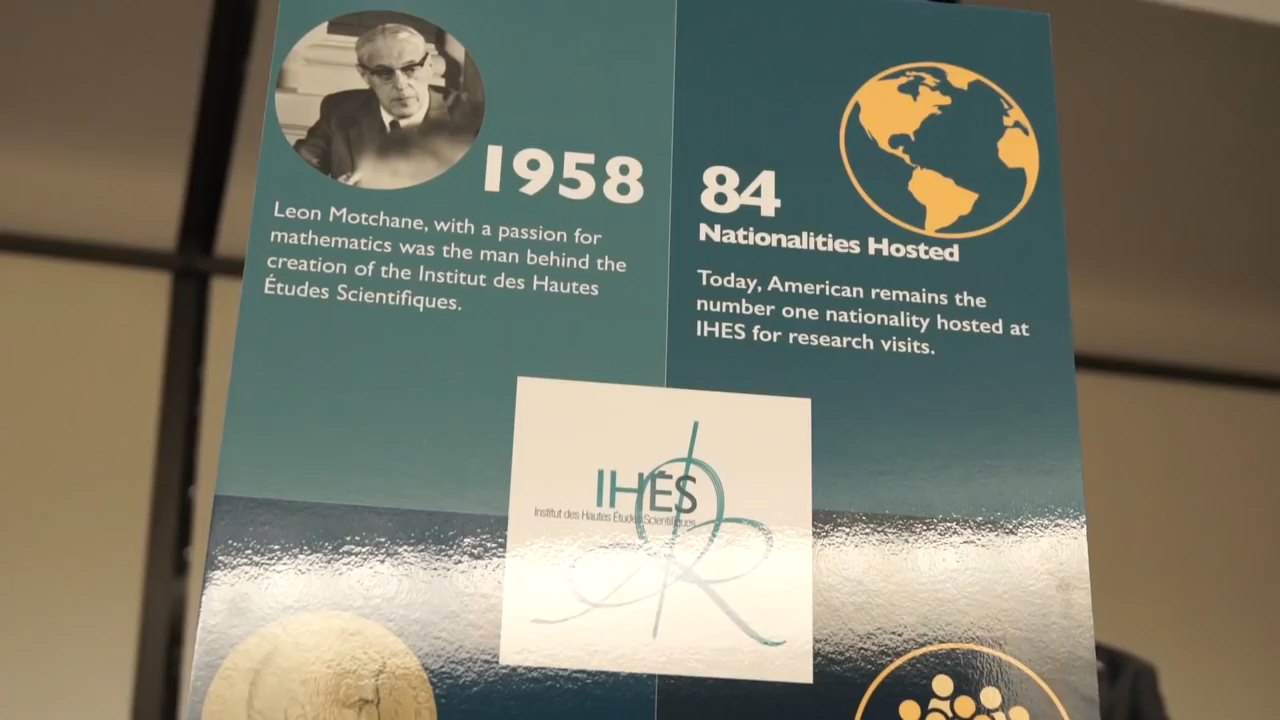 1958
Leon Motchane, with a passion for
mathematics was the man behind the
creation of the Institut des Hautes
Études Scientifiques.
84
Nationalities Hosted
Today, American remains the
number one nationality hosted at
IHES for research visits.
IHÉS
Institut des Hautes Études Scientifiques